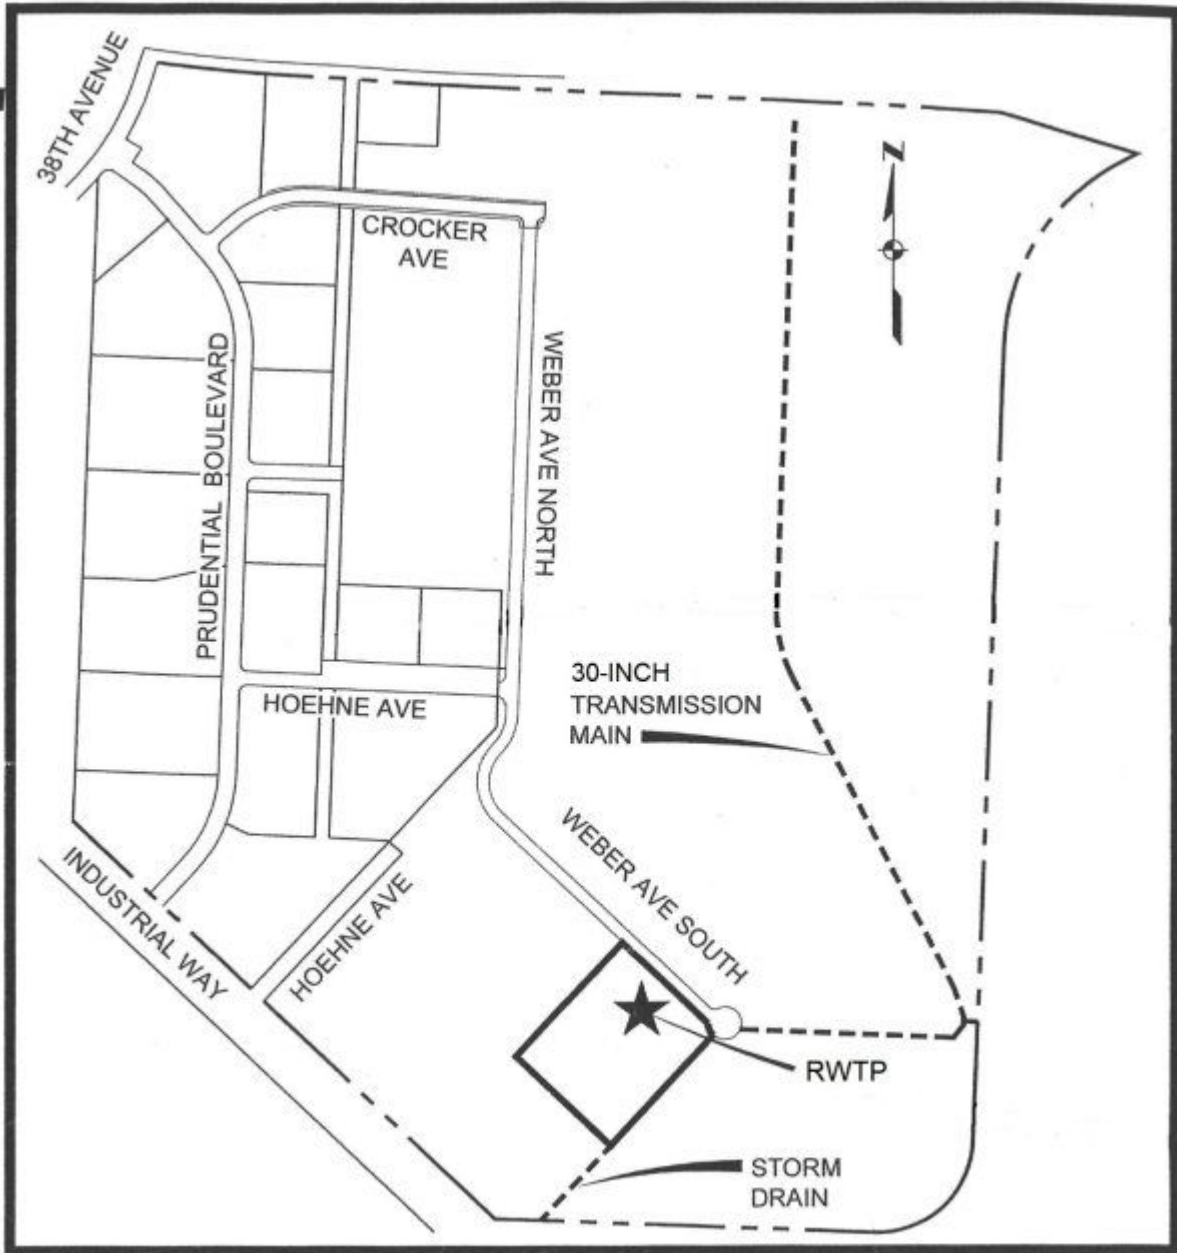 38TH AVENUE
N
CROCKER
AVE
WEBER AVE NORTH
PRUDENTIAL BOULEVARD
30-INCH
TRANSMISSION
MAIN
HOEHNE AVE
WEBER AVE SOUTH
INDUSTRIAL WAY
HOEHNE AVE
RWTP
STORM
DRAIN